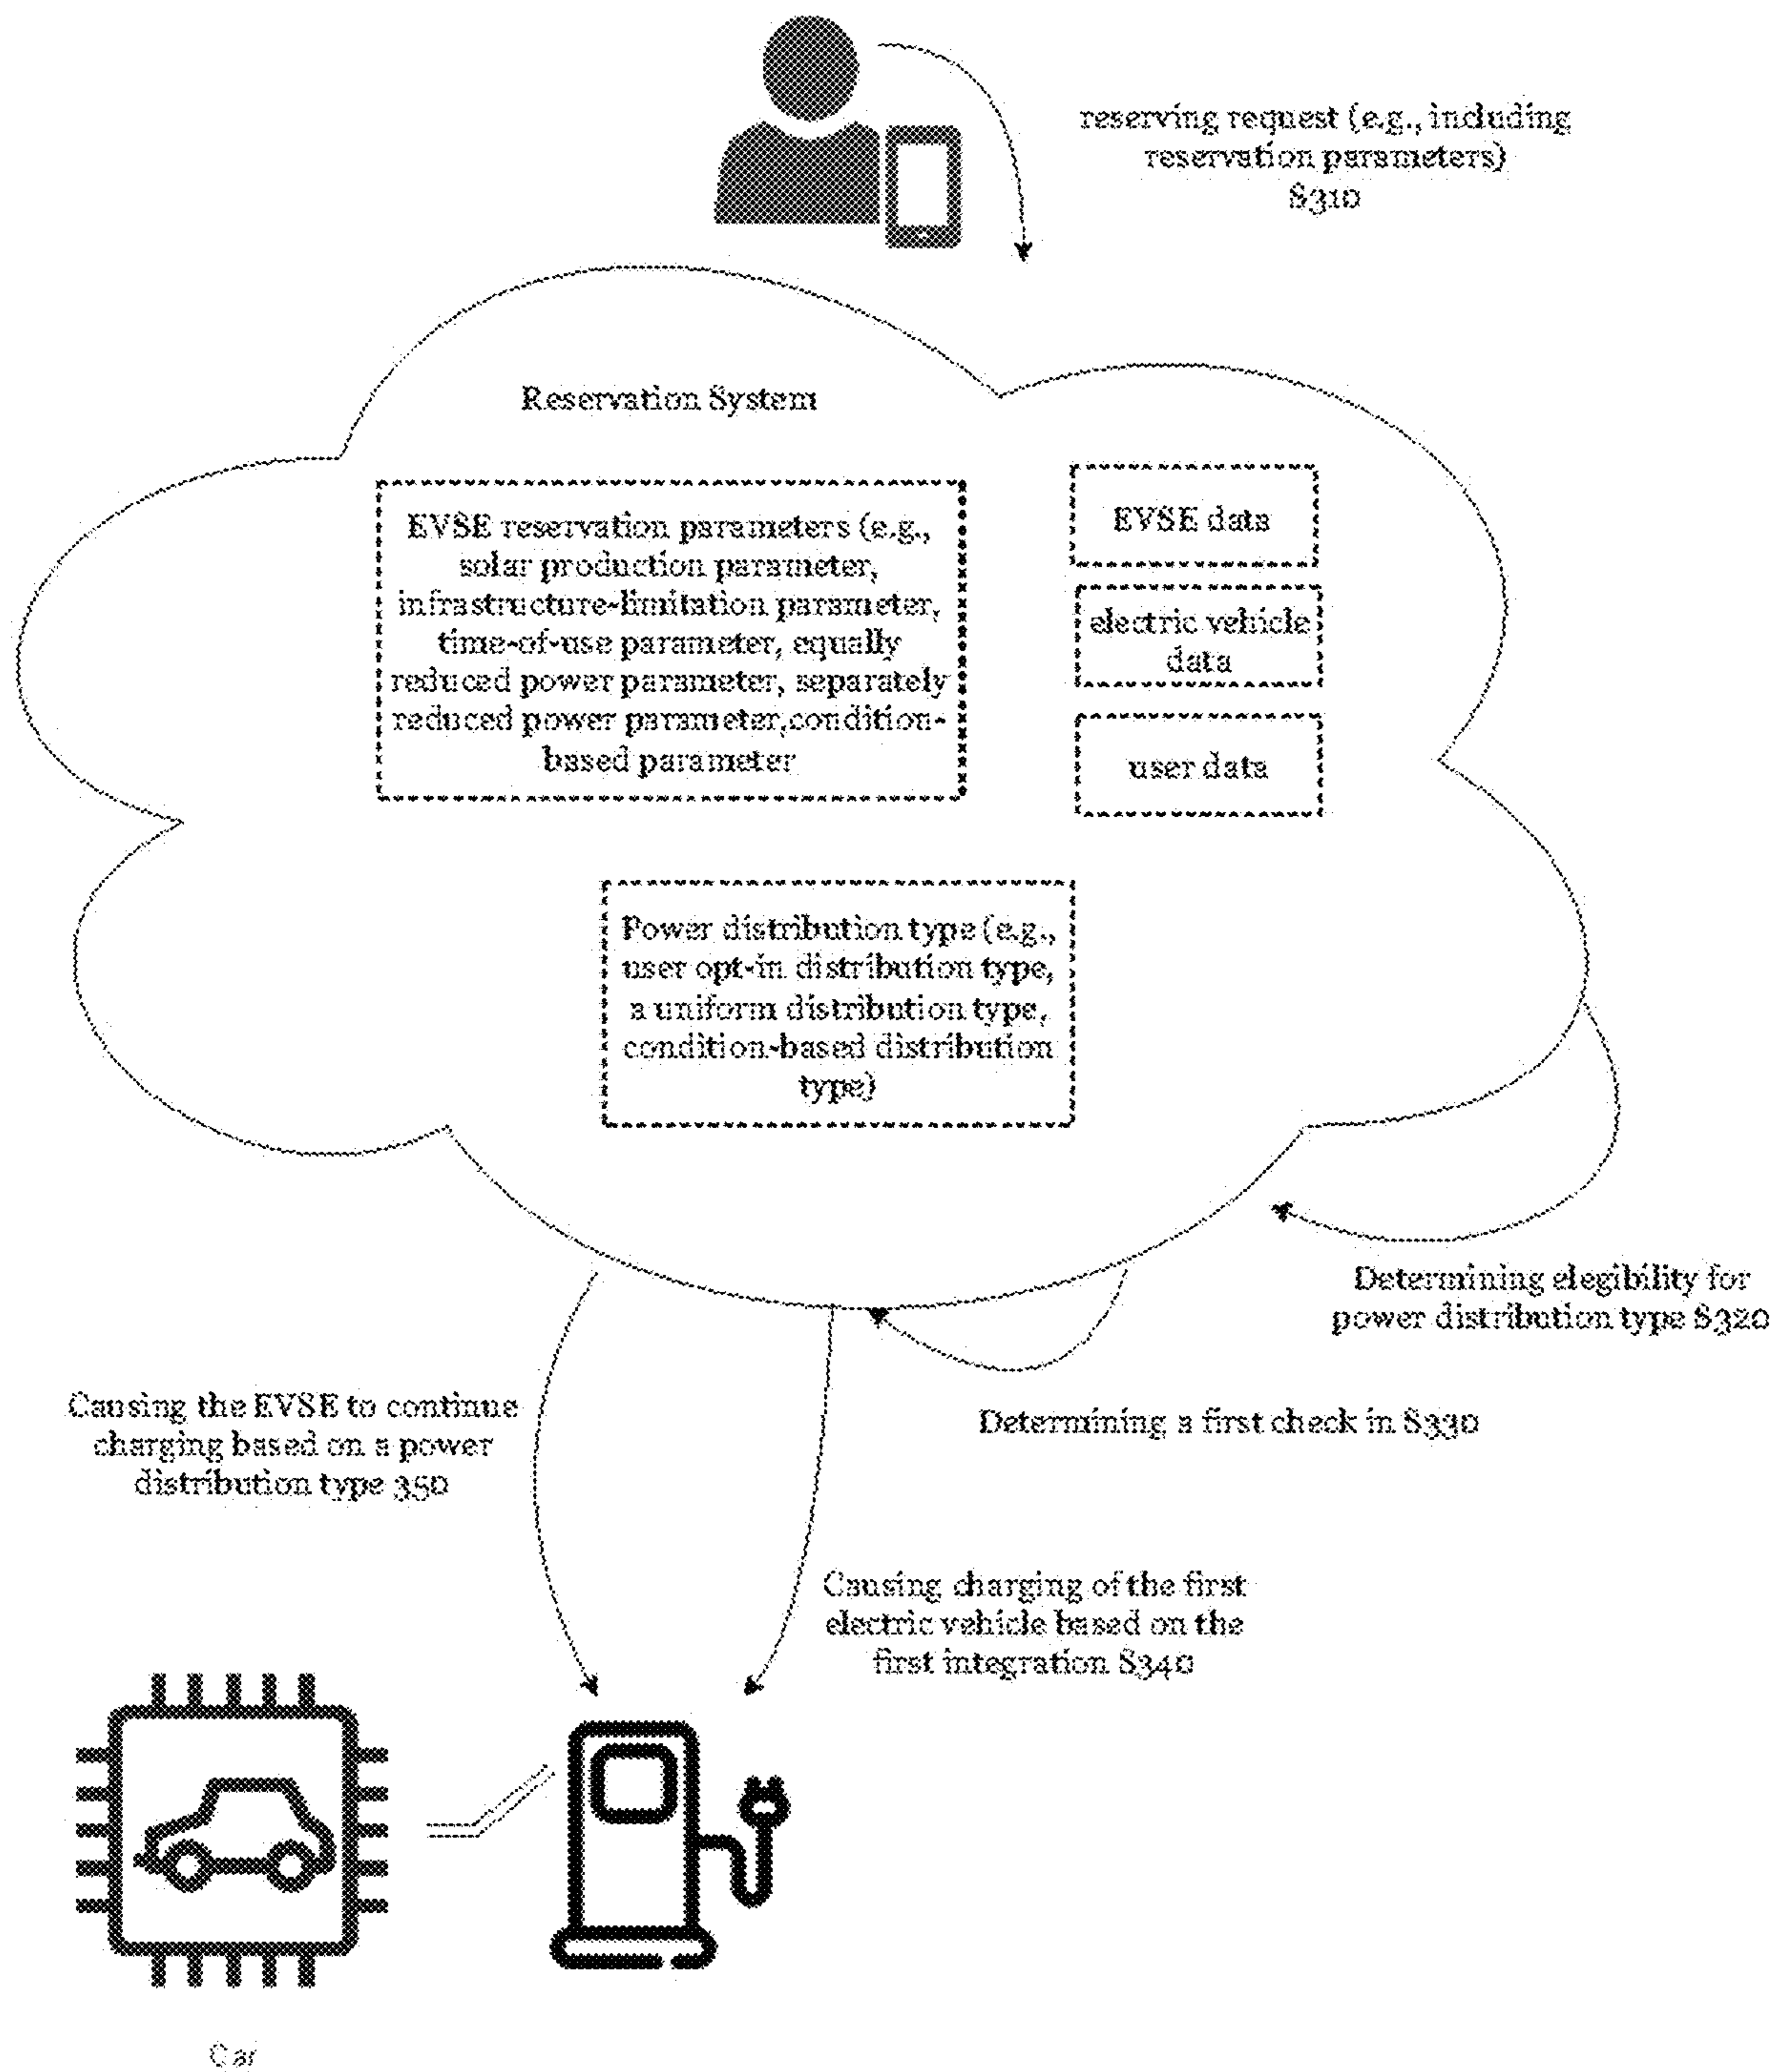 reserving request (e.g., including
reservation parameters)
S310
Reservation System
EVSE reservation parameters (e.g.,
solar production parameter,
infrastructure-limitation parameter,
time-of-use parameter, equally
reduced power parameter, separately
reduced power parameter,condition-
based parameter
EVSE data
electric vehicle
data
user data
Power distribution type (e.g.,
user opt-in distribution type,
a uniform distribution type,
condition-based distribution
type)
Determining elegibility for
power distribution type S320
Determining a first check in S330
Causing the EVSE to continue
charging based on a power
distribution type 350
Causing charging of the first
electric vehicle based on the
first integration S340
Car